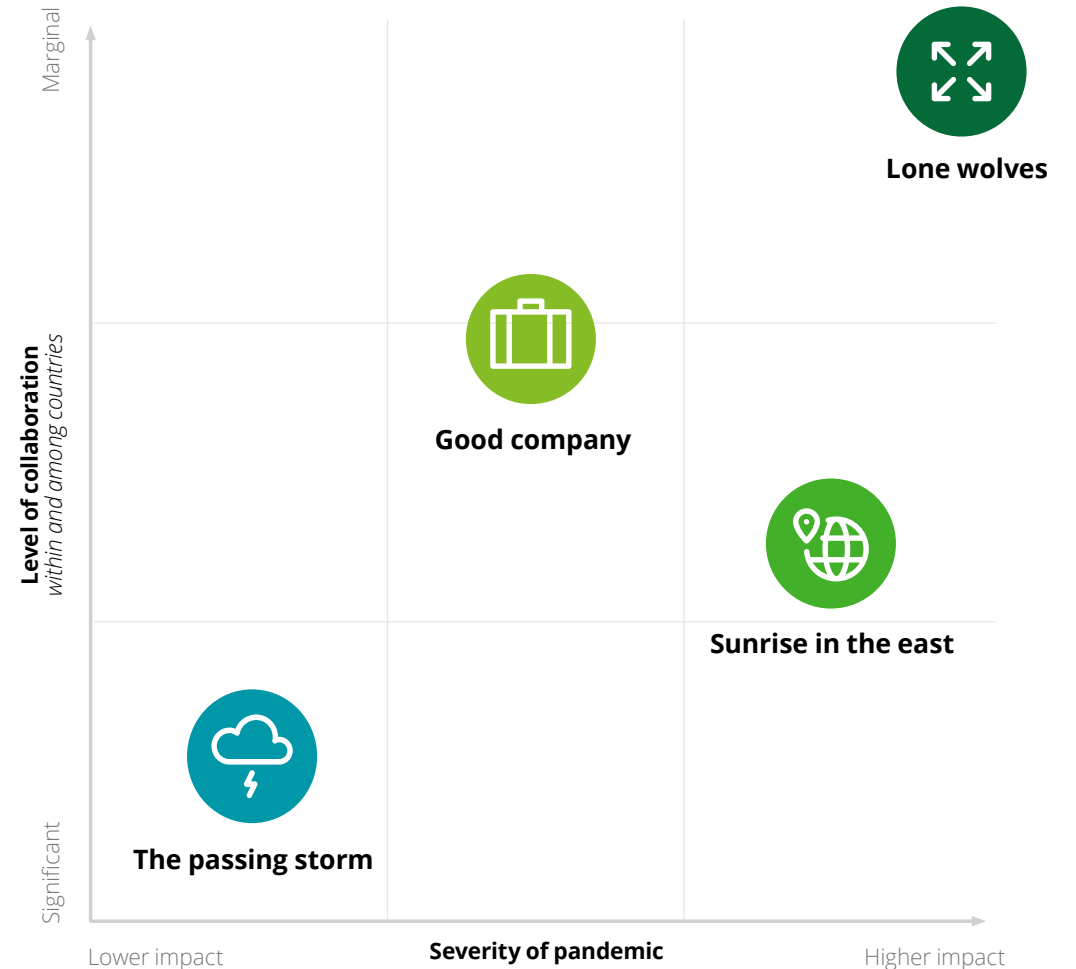 Marginal
Lone wolves
Level of collaboration
within and among countries
Good company
Sunrise in the east
The passing storm
Significant
Lower impact
Severity of pandemic
Higher impact